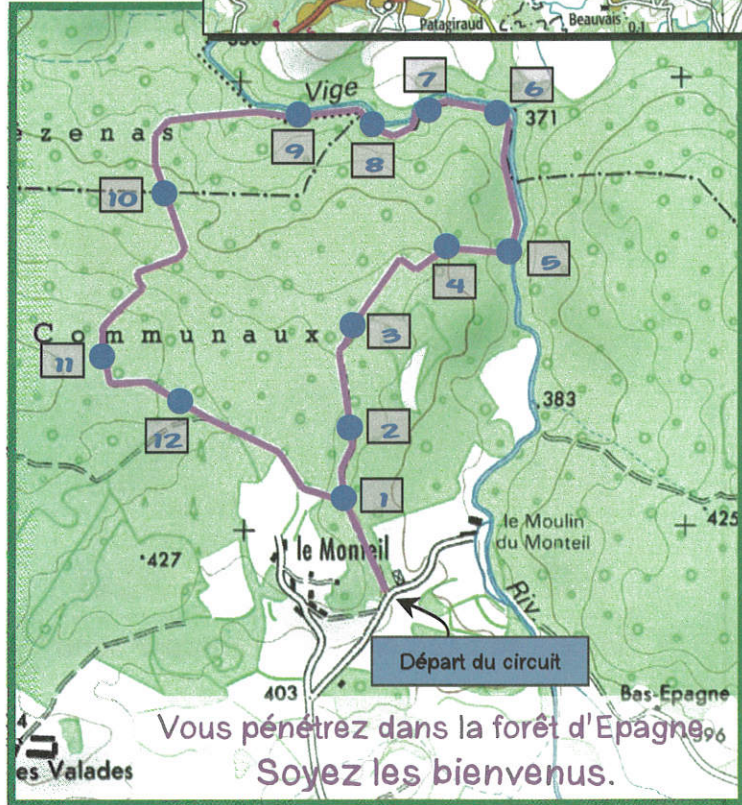 Patagiraud
Beauvais
Vige
7
6
371
9
8
ézenas
10
5
4
Communaux
3
11
383
2
12
1
425
le Moulin
du Monteil
le Monteil
427
Riv.
Départ du circuit
403
Bas-Epagne
Vous pénétrez dans la forêt d'Epagne.
96
es Valades
Soyez les bienvenus.